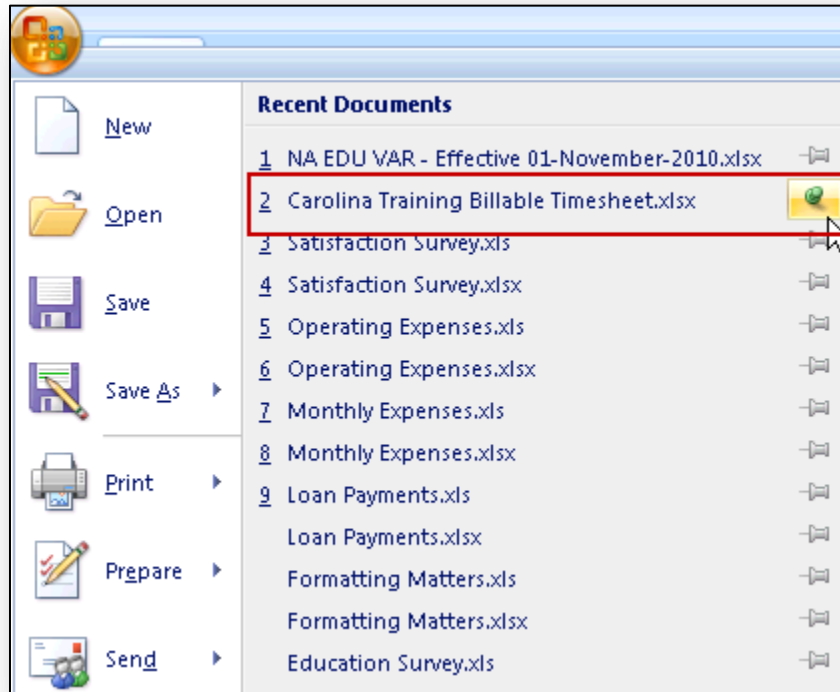 New
Open
Save
Save As
Print
Prepare
Send
Recent Documents
1 NA EDU VAR - Effective 01-November-2010.xlsx
2 Carolina Training Billable Timesheet.xlsx
3 Satisfaction Survey.xls
4 Satisfaction Survey.xlsx
5 Operating Expenses.xls
6 Operating Expenses.xlsx
7 Monthly Expenses.xls
8 Monthly Expenses.xlsx
9 Loan Payments.xls
Loan Payments.xlsx
Formatting Matters.xls
Formatting Matters.xlsx
Education Survey.xls